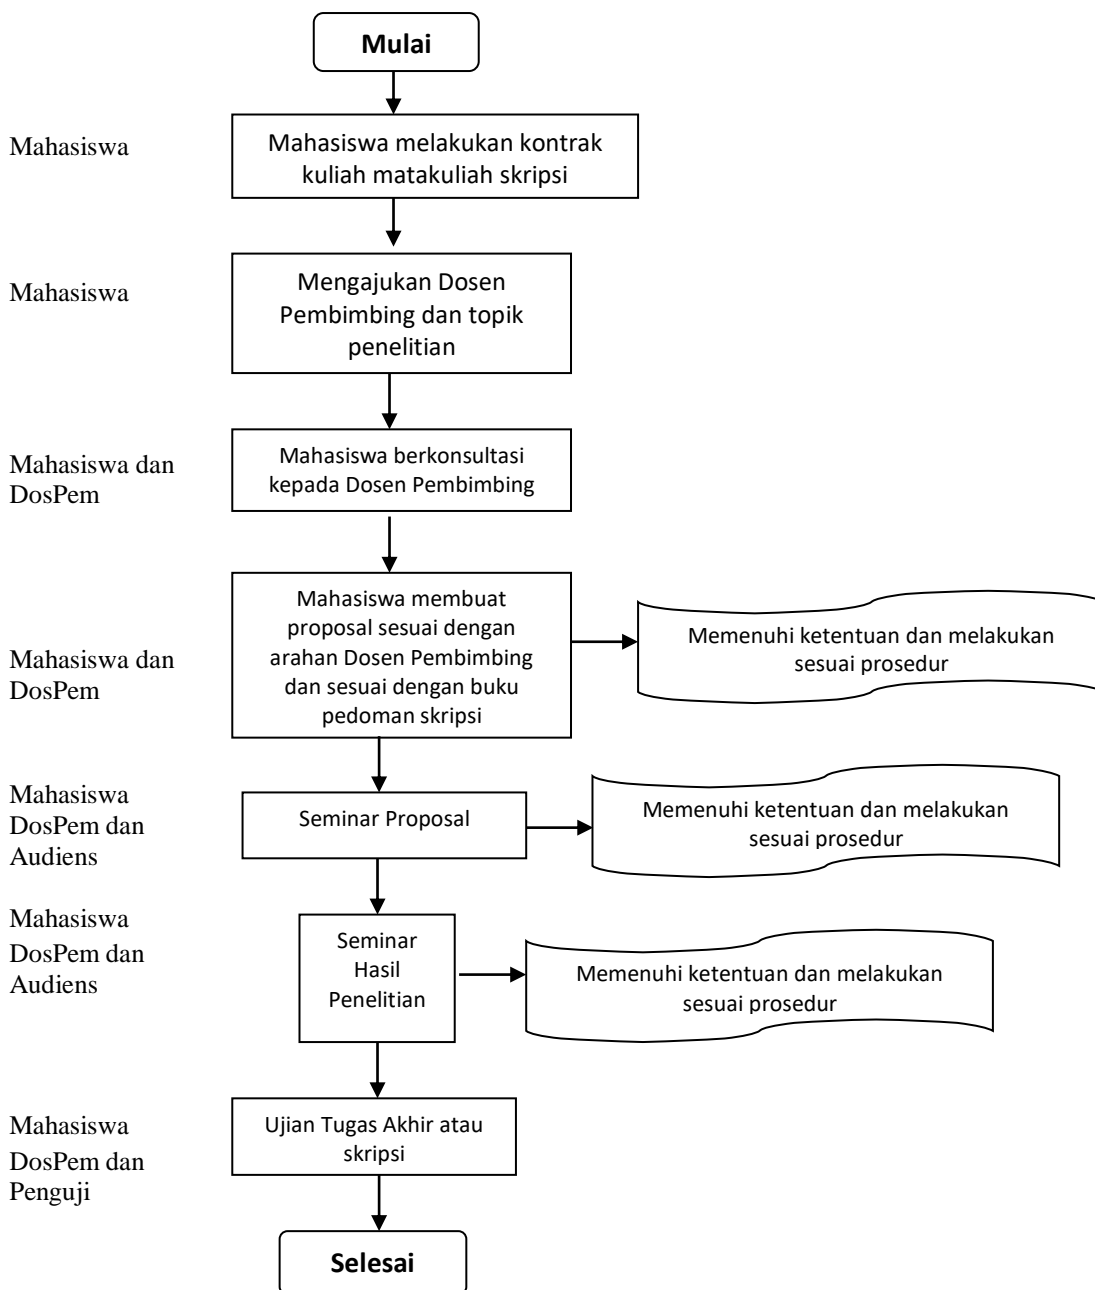 Mulai
Mahasiswa
Mahasiswa melakukan kontrak
kuliah matakuliah skripsi
Mahasiswa
Mengajukan Dosen
Pembimbing dan topik
penelitian
Mahasiswa dan
DosPem
Mahasiswa berkonsultasi
kepada Dosen Pembimbing
Mahasiswa dan
DosPem
Mahasiswa membuat
proposal sesuai dengan
arahan Dosen Pembimbing
dan sesuai dengan buku
pedoman skripsi
Memenuhi ketentuan dan melakukan
sesuai prosedur
Mahasiswa
DosPem dan
Audiens
Seminar Proposal
Memenuhi ketentuan dan melakukan
sesuai prosedur
Mahasiswa
DosPem dan
Audiens
Seminar
Hasil
Penelitian
Memenuhi ketentuan dan melakukan
sesuai prosedur
Mahasiswa
DosPem dan
Penguji
Ujian Tugas Akhir atau
skripsi
Selesai